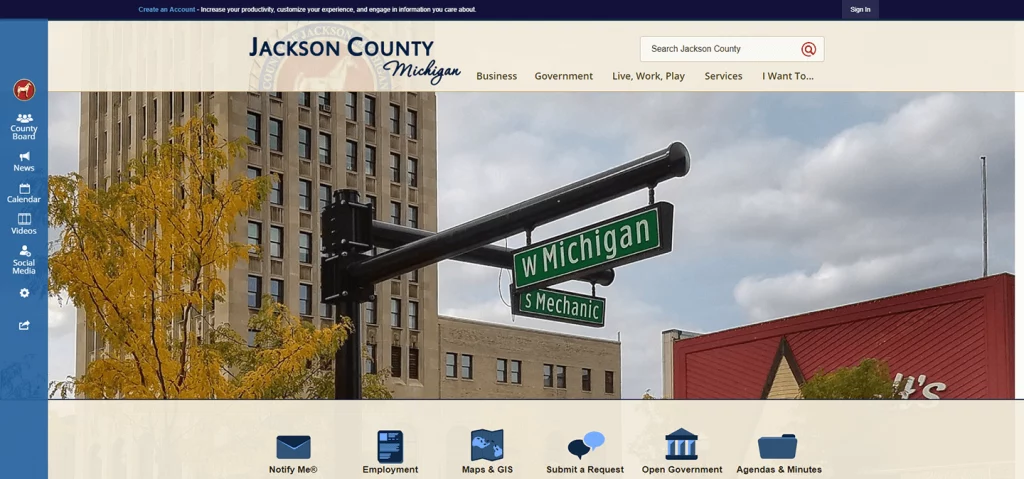 Create an Account - Increase your productivity, customize your experience, and engage in information you care about.
Sign In
JACKSON COUNTY
Michigan
Search Jackson County
Business
Government
Live, Work, Play
Services
I Want To...
County
Board
News
Calendar
Videos
Social
Media
W Michigan
S Mechanic
Notify Me®
Employment
Maps & GIS
Submit a Request
Open Government
Agendas & Minutes